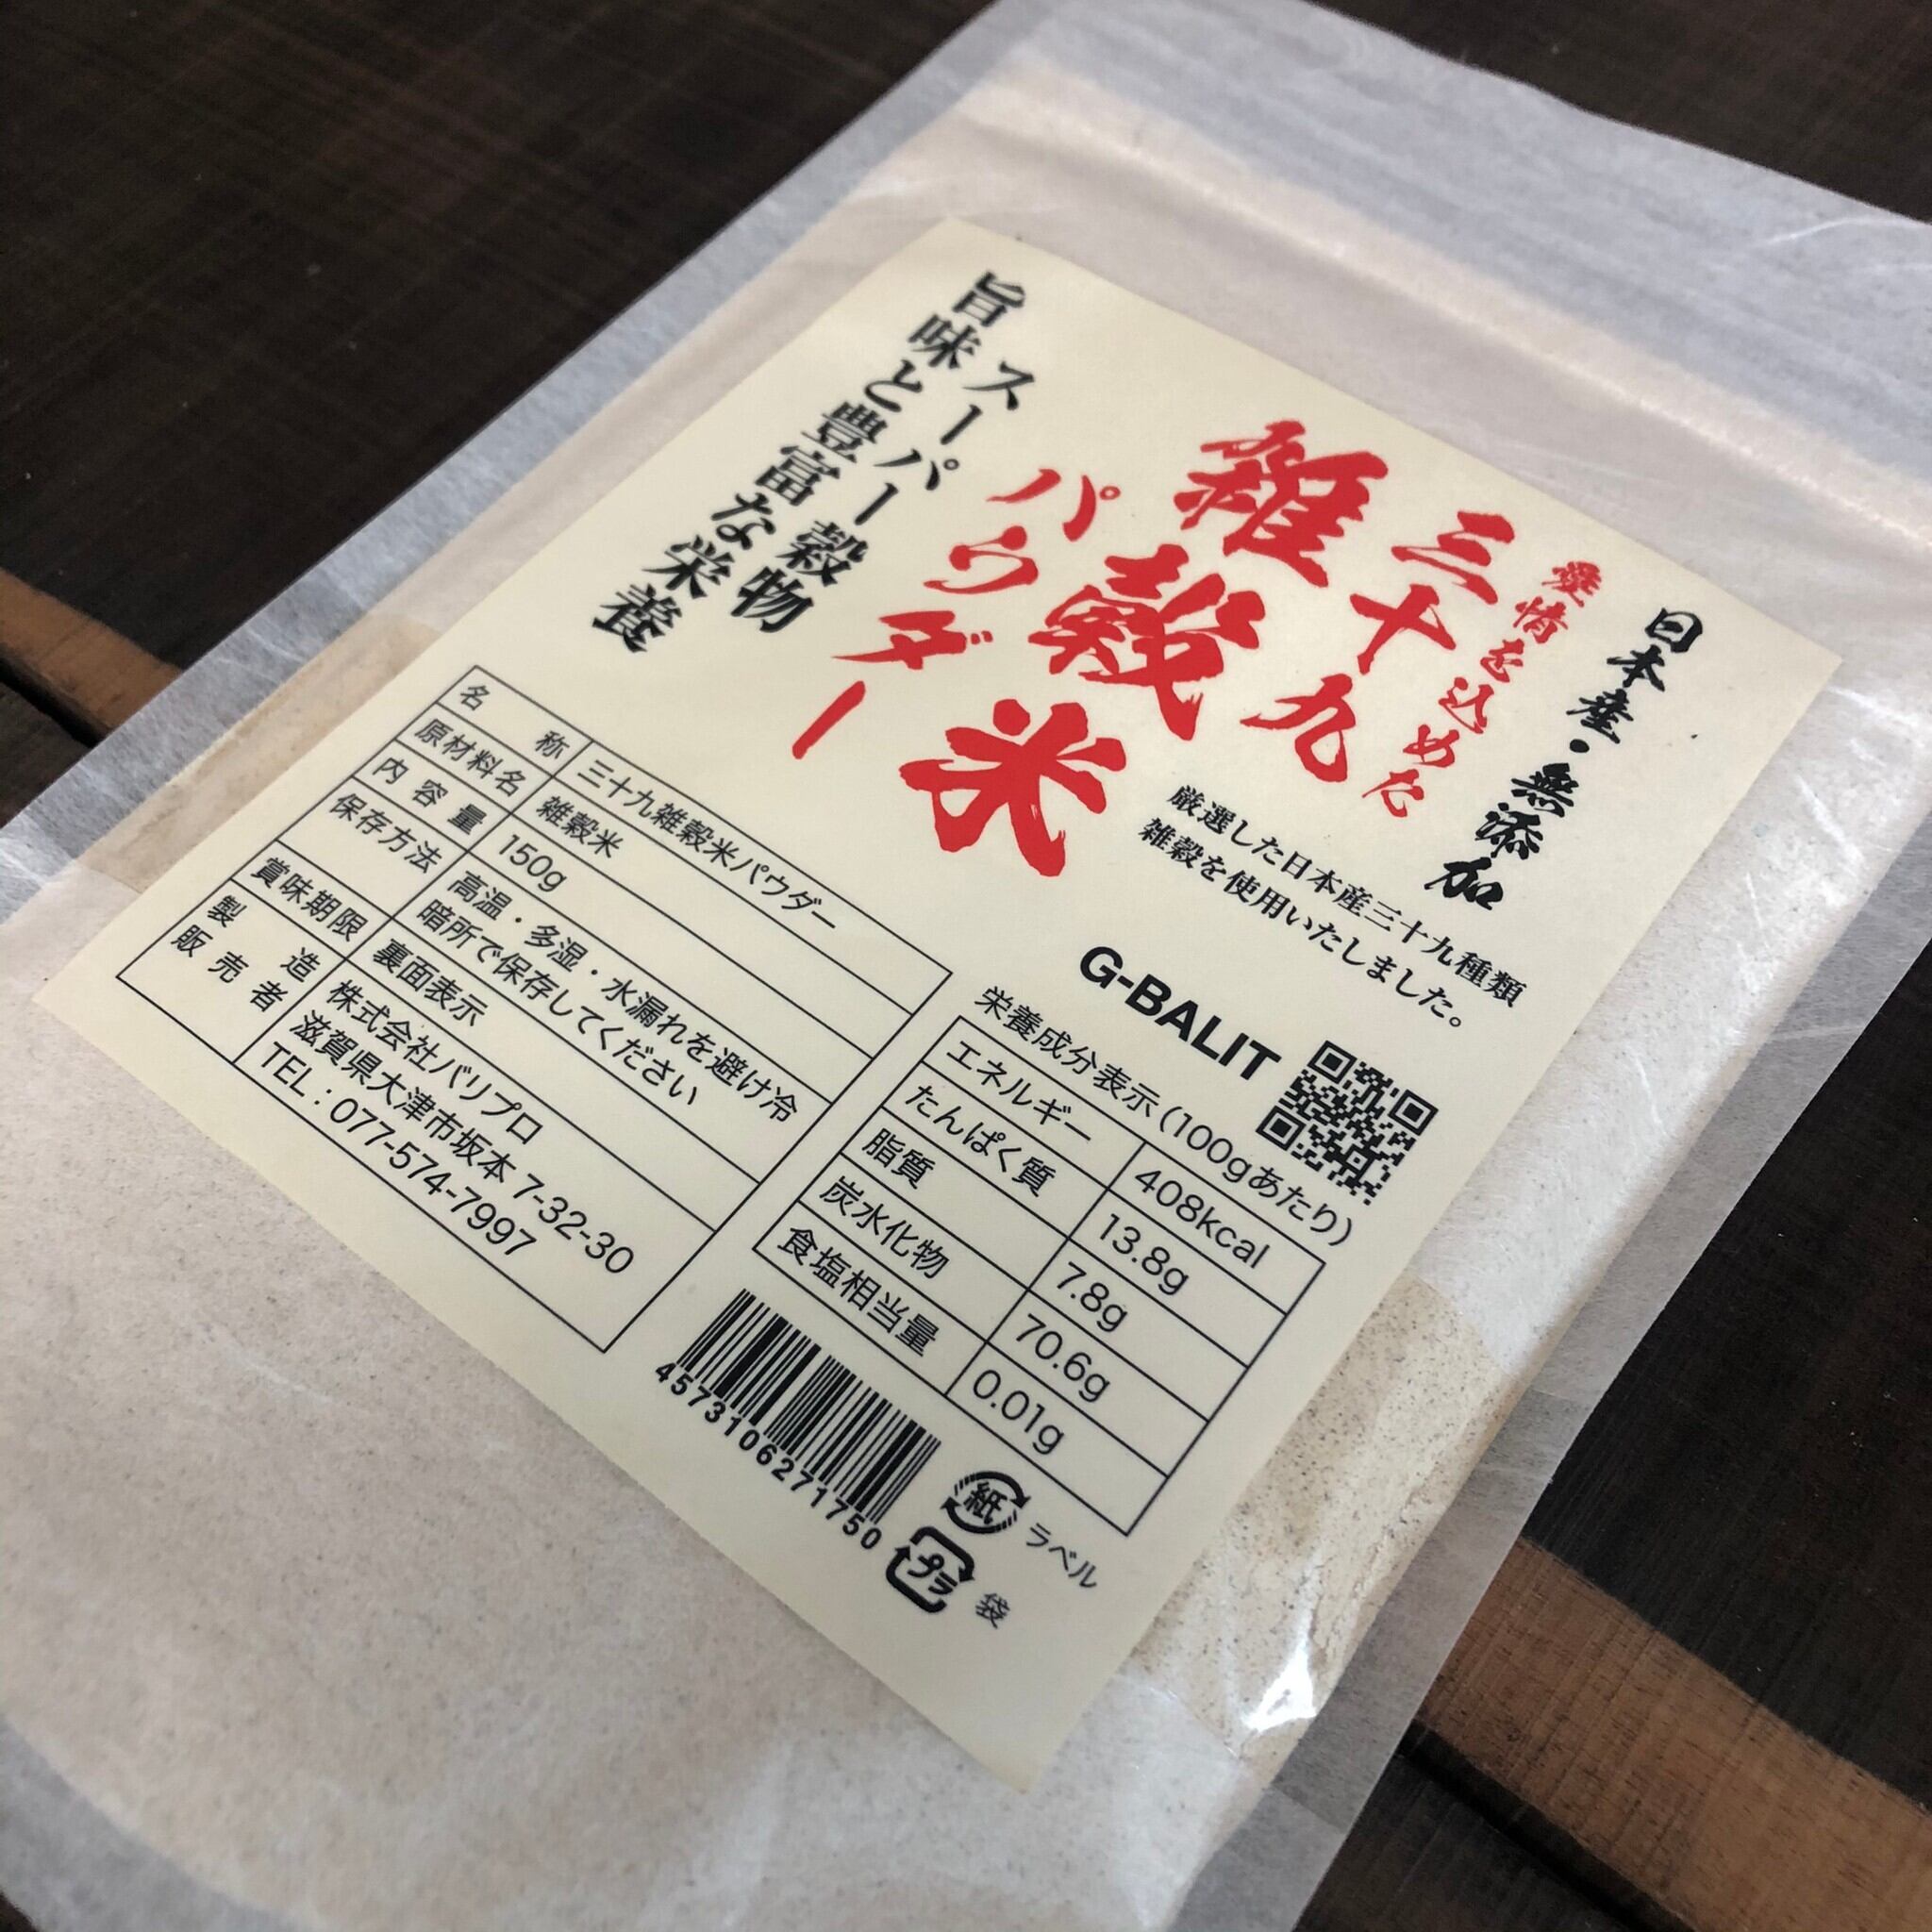 日本産・無添加
愛情を込めた
三十九
雑穀米
パウダー
スーパー穀物
旨味と豊富な栄養
厳選した日本産三十九種類
雑穀を使用いたしました。
G-BALIT
名称 三十九雑穀米パウダー
原材料名 雑穀米
内容量 150g
保存方法 高温・多湿・水漏れを避け冷
暗所で保存してください
賞味期限 裏面表示
製造 株式会社バリプロ
販売者 滋賀県大津市坂本 7-32-30
TEL : 077-574-7997
栄養成分表示(100gあたり)
エネルギー 408kcal
たんぱく質 13.8g
脂質 7.8g
炭水化物 70.6g
食塩相当量 0.01g
4573106271750
紙 ラベル
プラ 袋